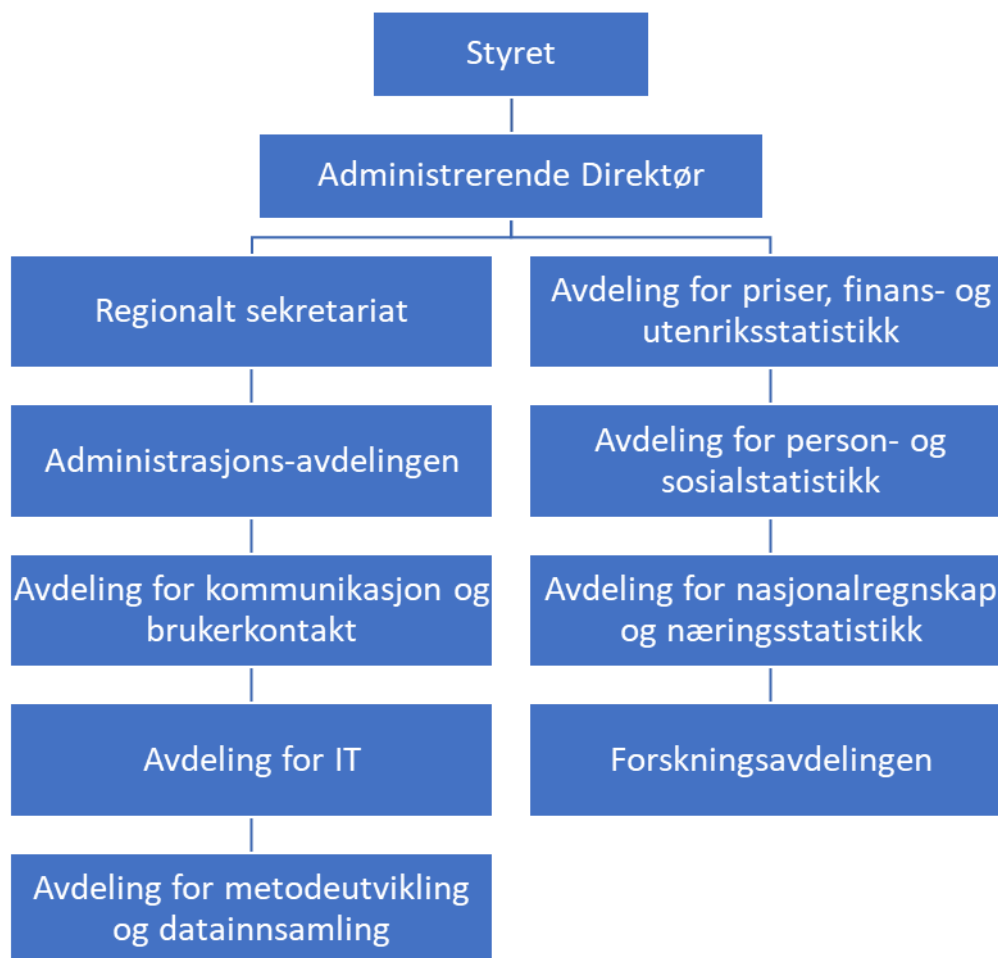 Styret
Administrerende Direktør
Regionalt sekretariat
Administrasjons-avdelingen
Avdeling for kommunikasjon og
brukerkontakt
Avdeling for IT
Avdeling for metodeutvikling
og datainnsamling
Avdeling for priser, finans- og
utenriksstatistikk
Avdeling for person- og
sosialstatistikk
Avdeling for nasjonalregnskap
og næringsstatistikk
Forskningsavdelingen